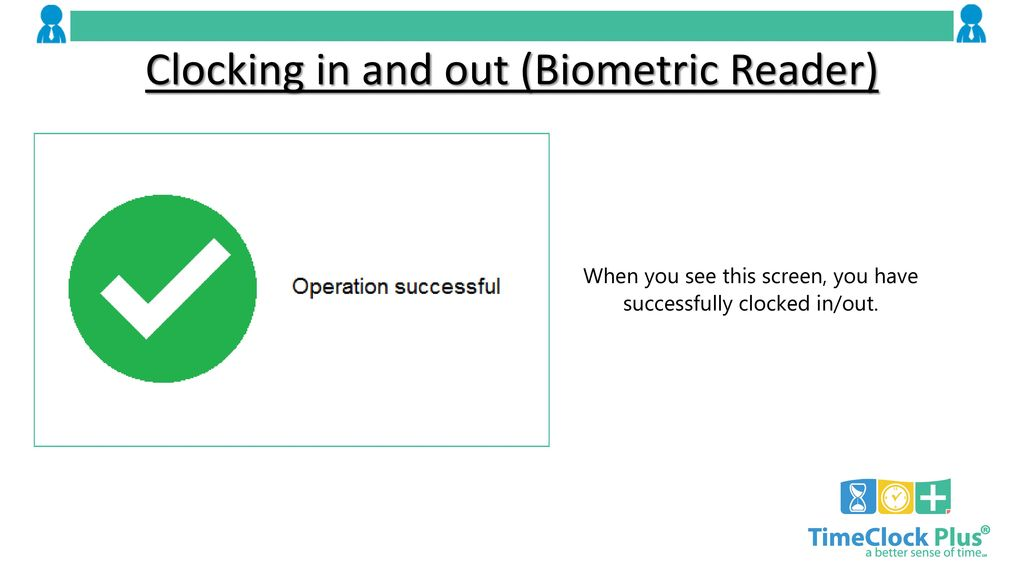 Clocking in and out (Biometric Reader)
Operation successful
When you see this screen, you have
successfully clocked in/out.
TimeClock Plus®
a better sense of time℠